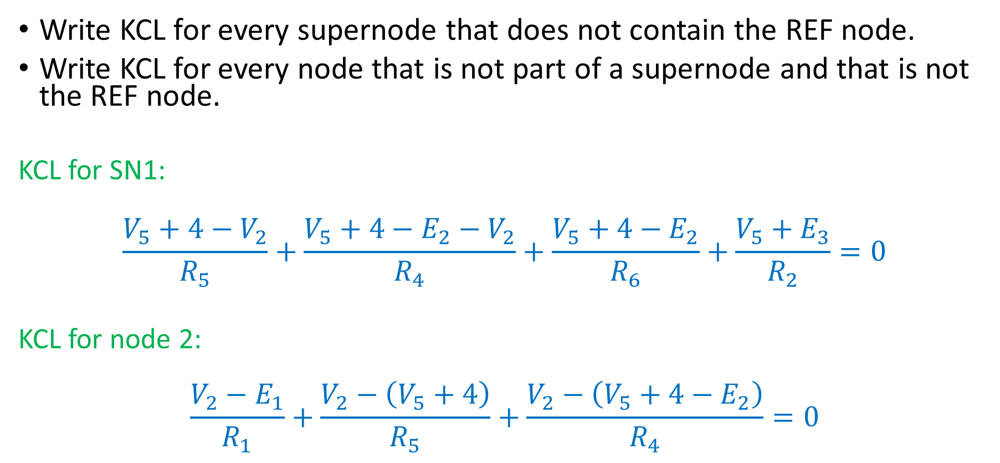 • Write KCL for every supernode that does not contain the REF node.
• Write KCL for every node that is not part of a supernode and that is not
the REF node.
KCL for SN1:
\frac{V_5 + 4 - V_2}{R_5} + \frac{V_5 + 4 - E_2 - V_2}{R_4} + \frac{V_5 + 4 - E_2}{R_6} + \frac{V_5 + E_3}{R_2} = 0
KCL for node 2:
\frac{V_2 - E_1}{R_1} + \frac{V_2 - (V_5 + 4)}{R_5} + \frac{V_2 - (V_5 + 4 - E_2)}{R_4} = 0